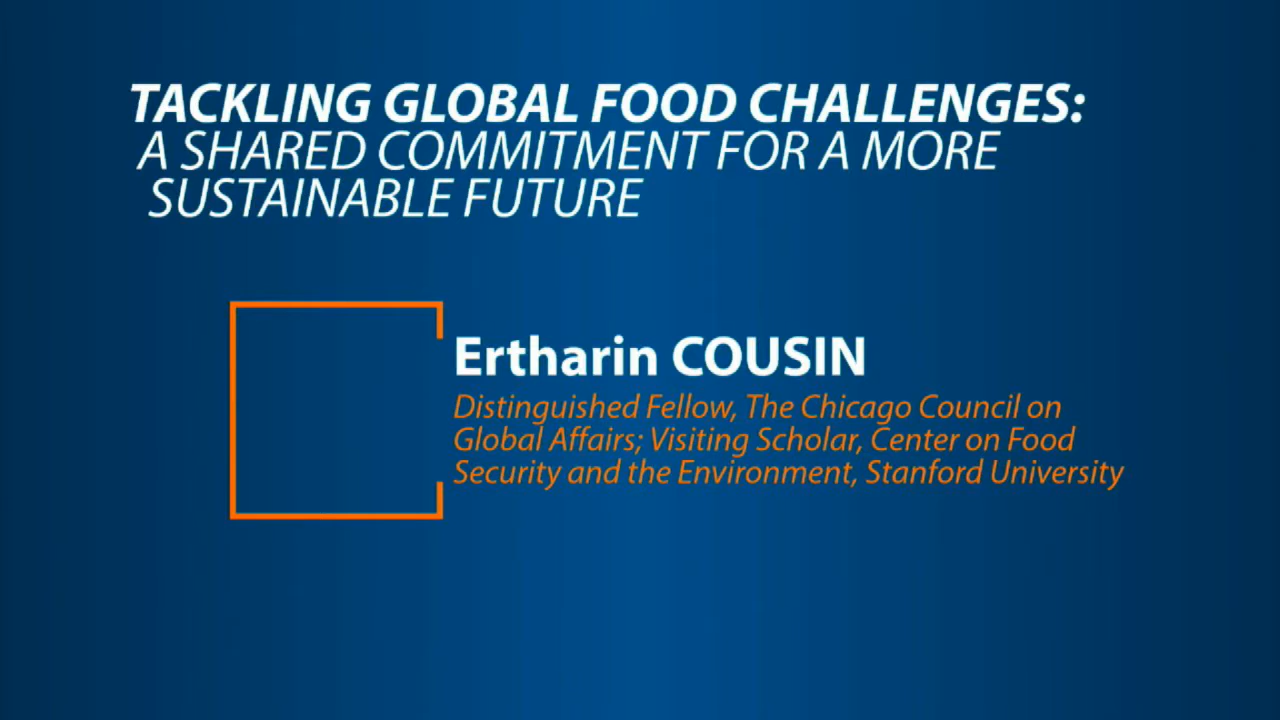 TACKLING GLOBAL FOOD CHALLENGES:
A SHARED COMMITMENT FOR A MORE
SUSTAINABLE FUTURE
Ertharin COUSIN
Distinguished Fellow, The Chicago Council on
Global Affairs; Visiting Scholar, Center on Food
Security and the Environment, Stanford University